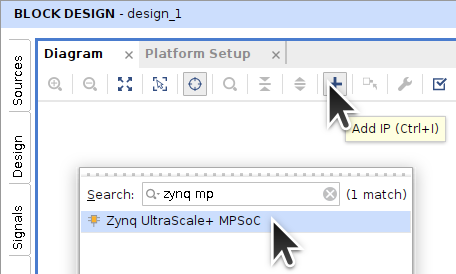 BLOCK DESIGN - design_1
Diagram
Platform Setup
Sources
Design
Signals
Add IP (Ctrl+I)
Search: zynq mp (1 match)
Zynq UltraScale+ MPSoC